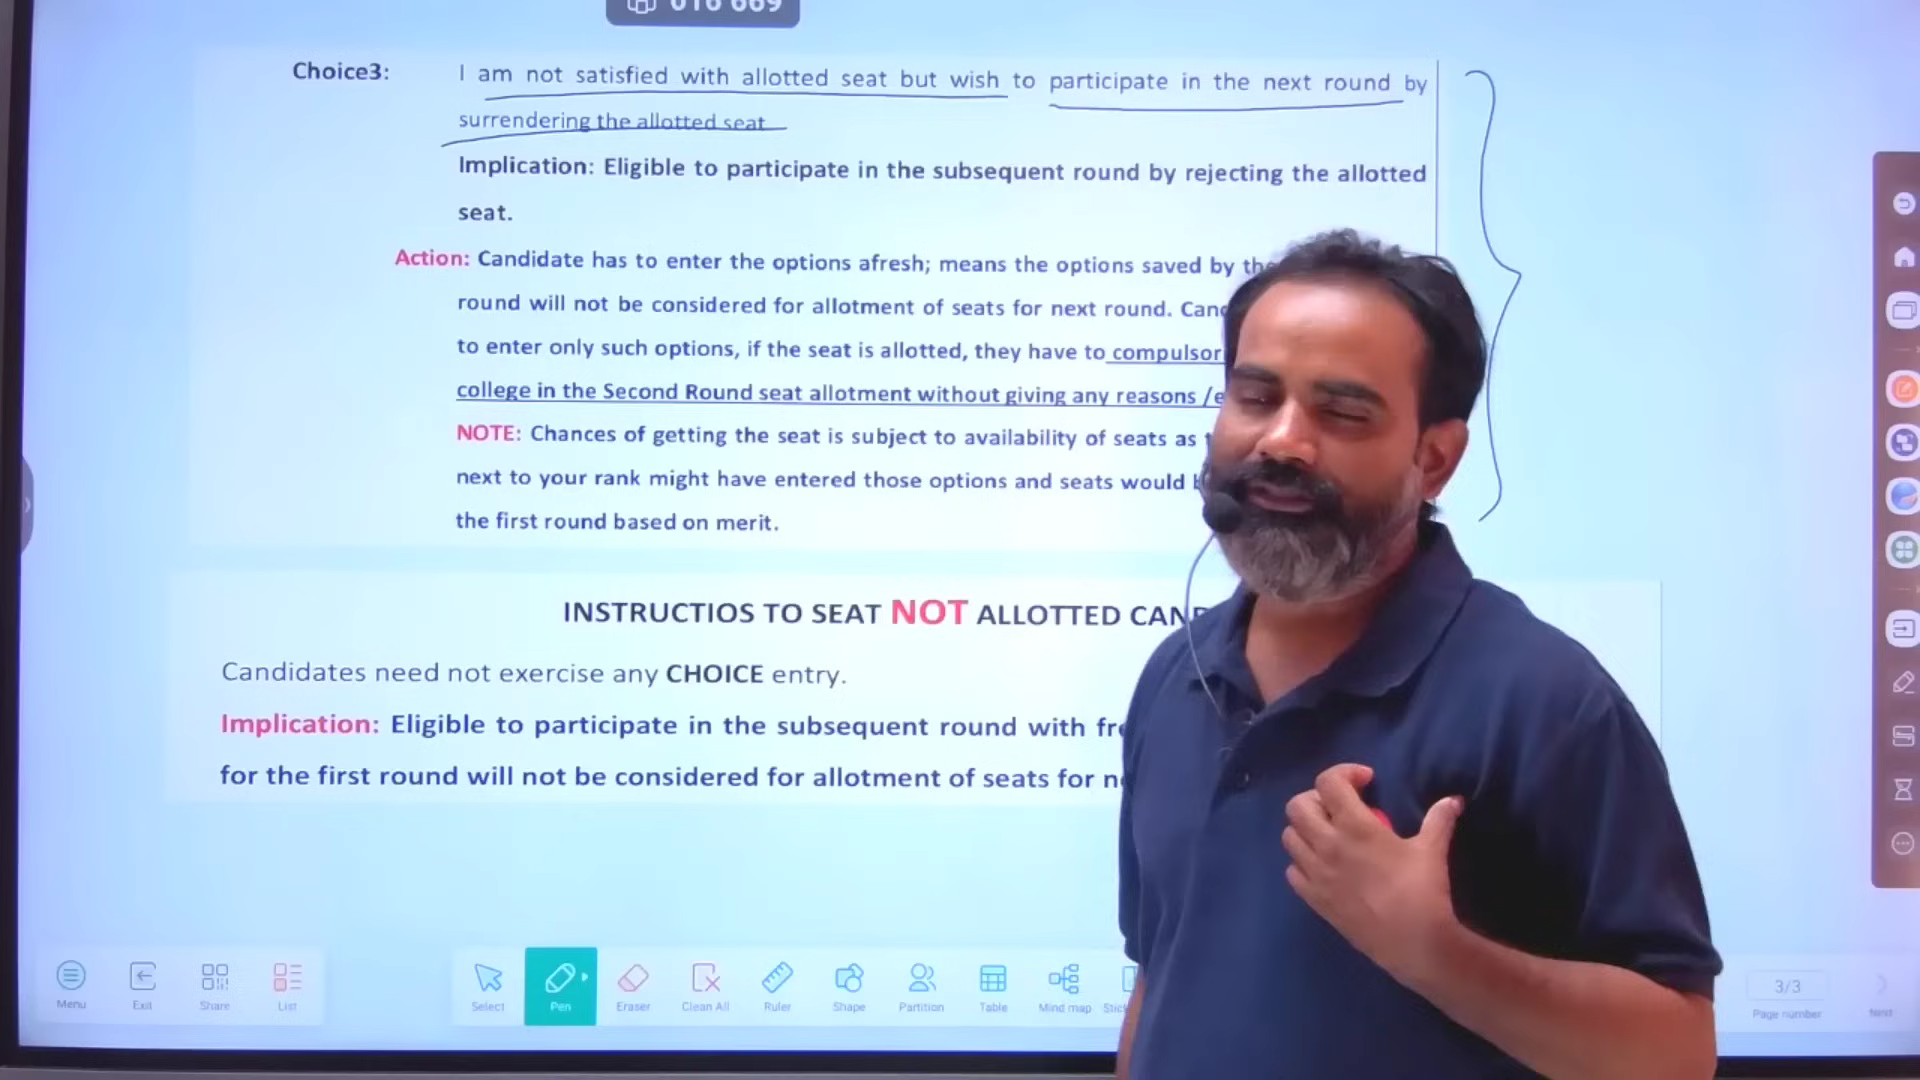 Choice3: I am not satisfied with allotted seat but wish to participate in the next round by
surrendering the allotted seat
Implication: Eligible to participate in the subsequent round by rejecting the allotted
seat.
Action: Candidate has to enter the options afresh; means the options saved by
round will not be considered for allotment of seats for next round.
to enter only such options, if the seat is allotted, they have to
college in the Second Round seat allotment without giving any reasons /
NOTE: Chances of getting the seat is subject to availability of seats as
next to your rank might have entered those options and seats would
the first round based on merit.
INSTRUCTIOS TO SEAT NOT ALLOTTED
Candidates need not exercise any CHOICE entry.
Implication: Eligible to participate in the subsequent round with
for the first round will not be considered for allotment of seats for
Menu Exit Share List Select Pen Eraser Clean All Ruler Shape Partition Table Mind map
3/3
Page number Next